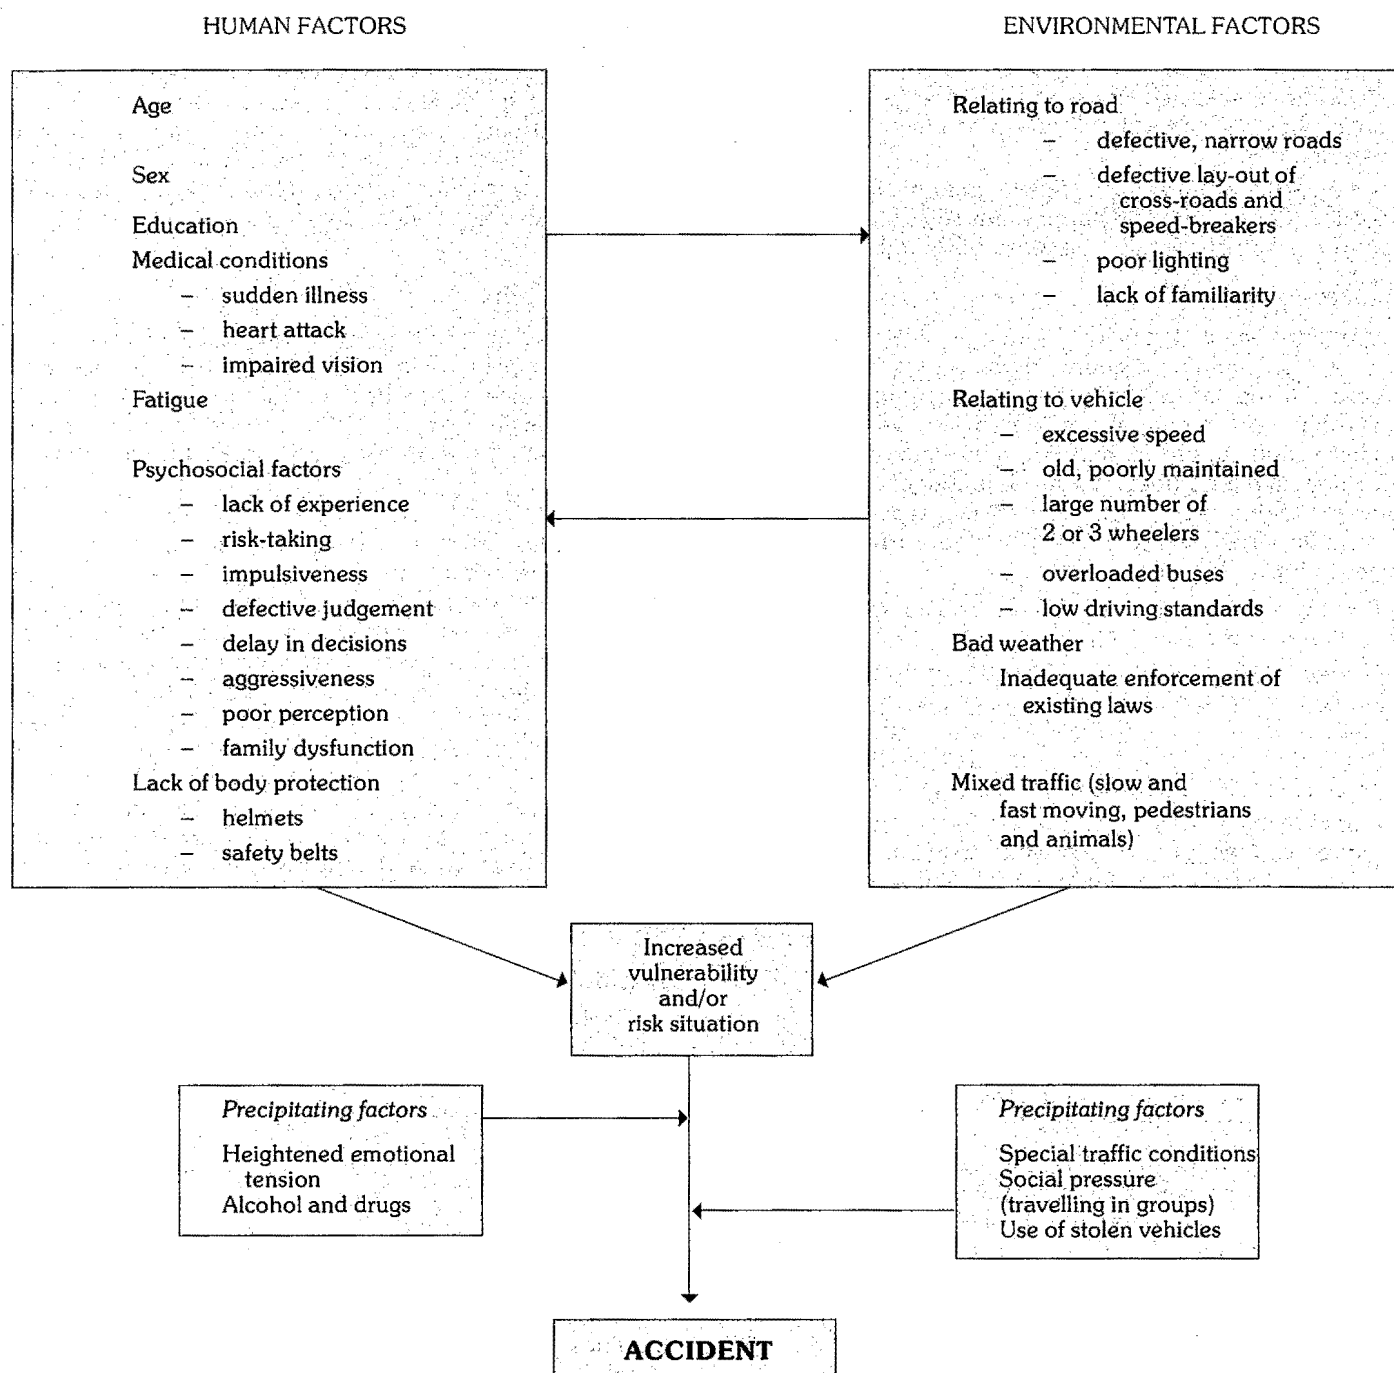 HUMAN FACTORS
Age
Sex
Education
Medical conditions
– sudden illness
– heart attack
– impaired vision
Fatigue
Psychosocial factors
– lack of experience
– risk-taking
– impulsiveness
– defective judgement
– delay in decisions
– aggressiveness
– poor perception
– family dysfunction
Lack of body protection
– helmets
– safety belts
ENVIRONMENTAL FACTORS
Relating to road
– defective, narrow roads
– defective lay-out of
cross-roads and
speed-breakers
– poor lighting
– lack of familiarity
Relating to vehicle
– excessive speed
– old, poorly maintained
– large number of
2 or 3 wheelers
– overloaded buses
– low driving standards
Bad weather
Inadequate enforcement of
existing laws
Mixed traffic (slow and
fast moving, pedestrians
and animals)
Increased
vulnerability
and/or
risk situation
Precipitating factors
Heightened emotional
tension
Alcohol and drugs
Precipitating factors
Special traffic conditions
Social pressure
(travelling in groups)
Use of stolen vehicles
ACCIDENT